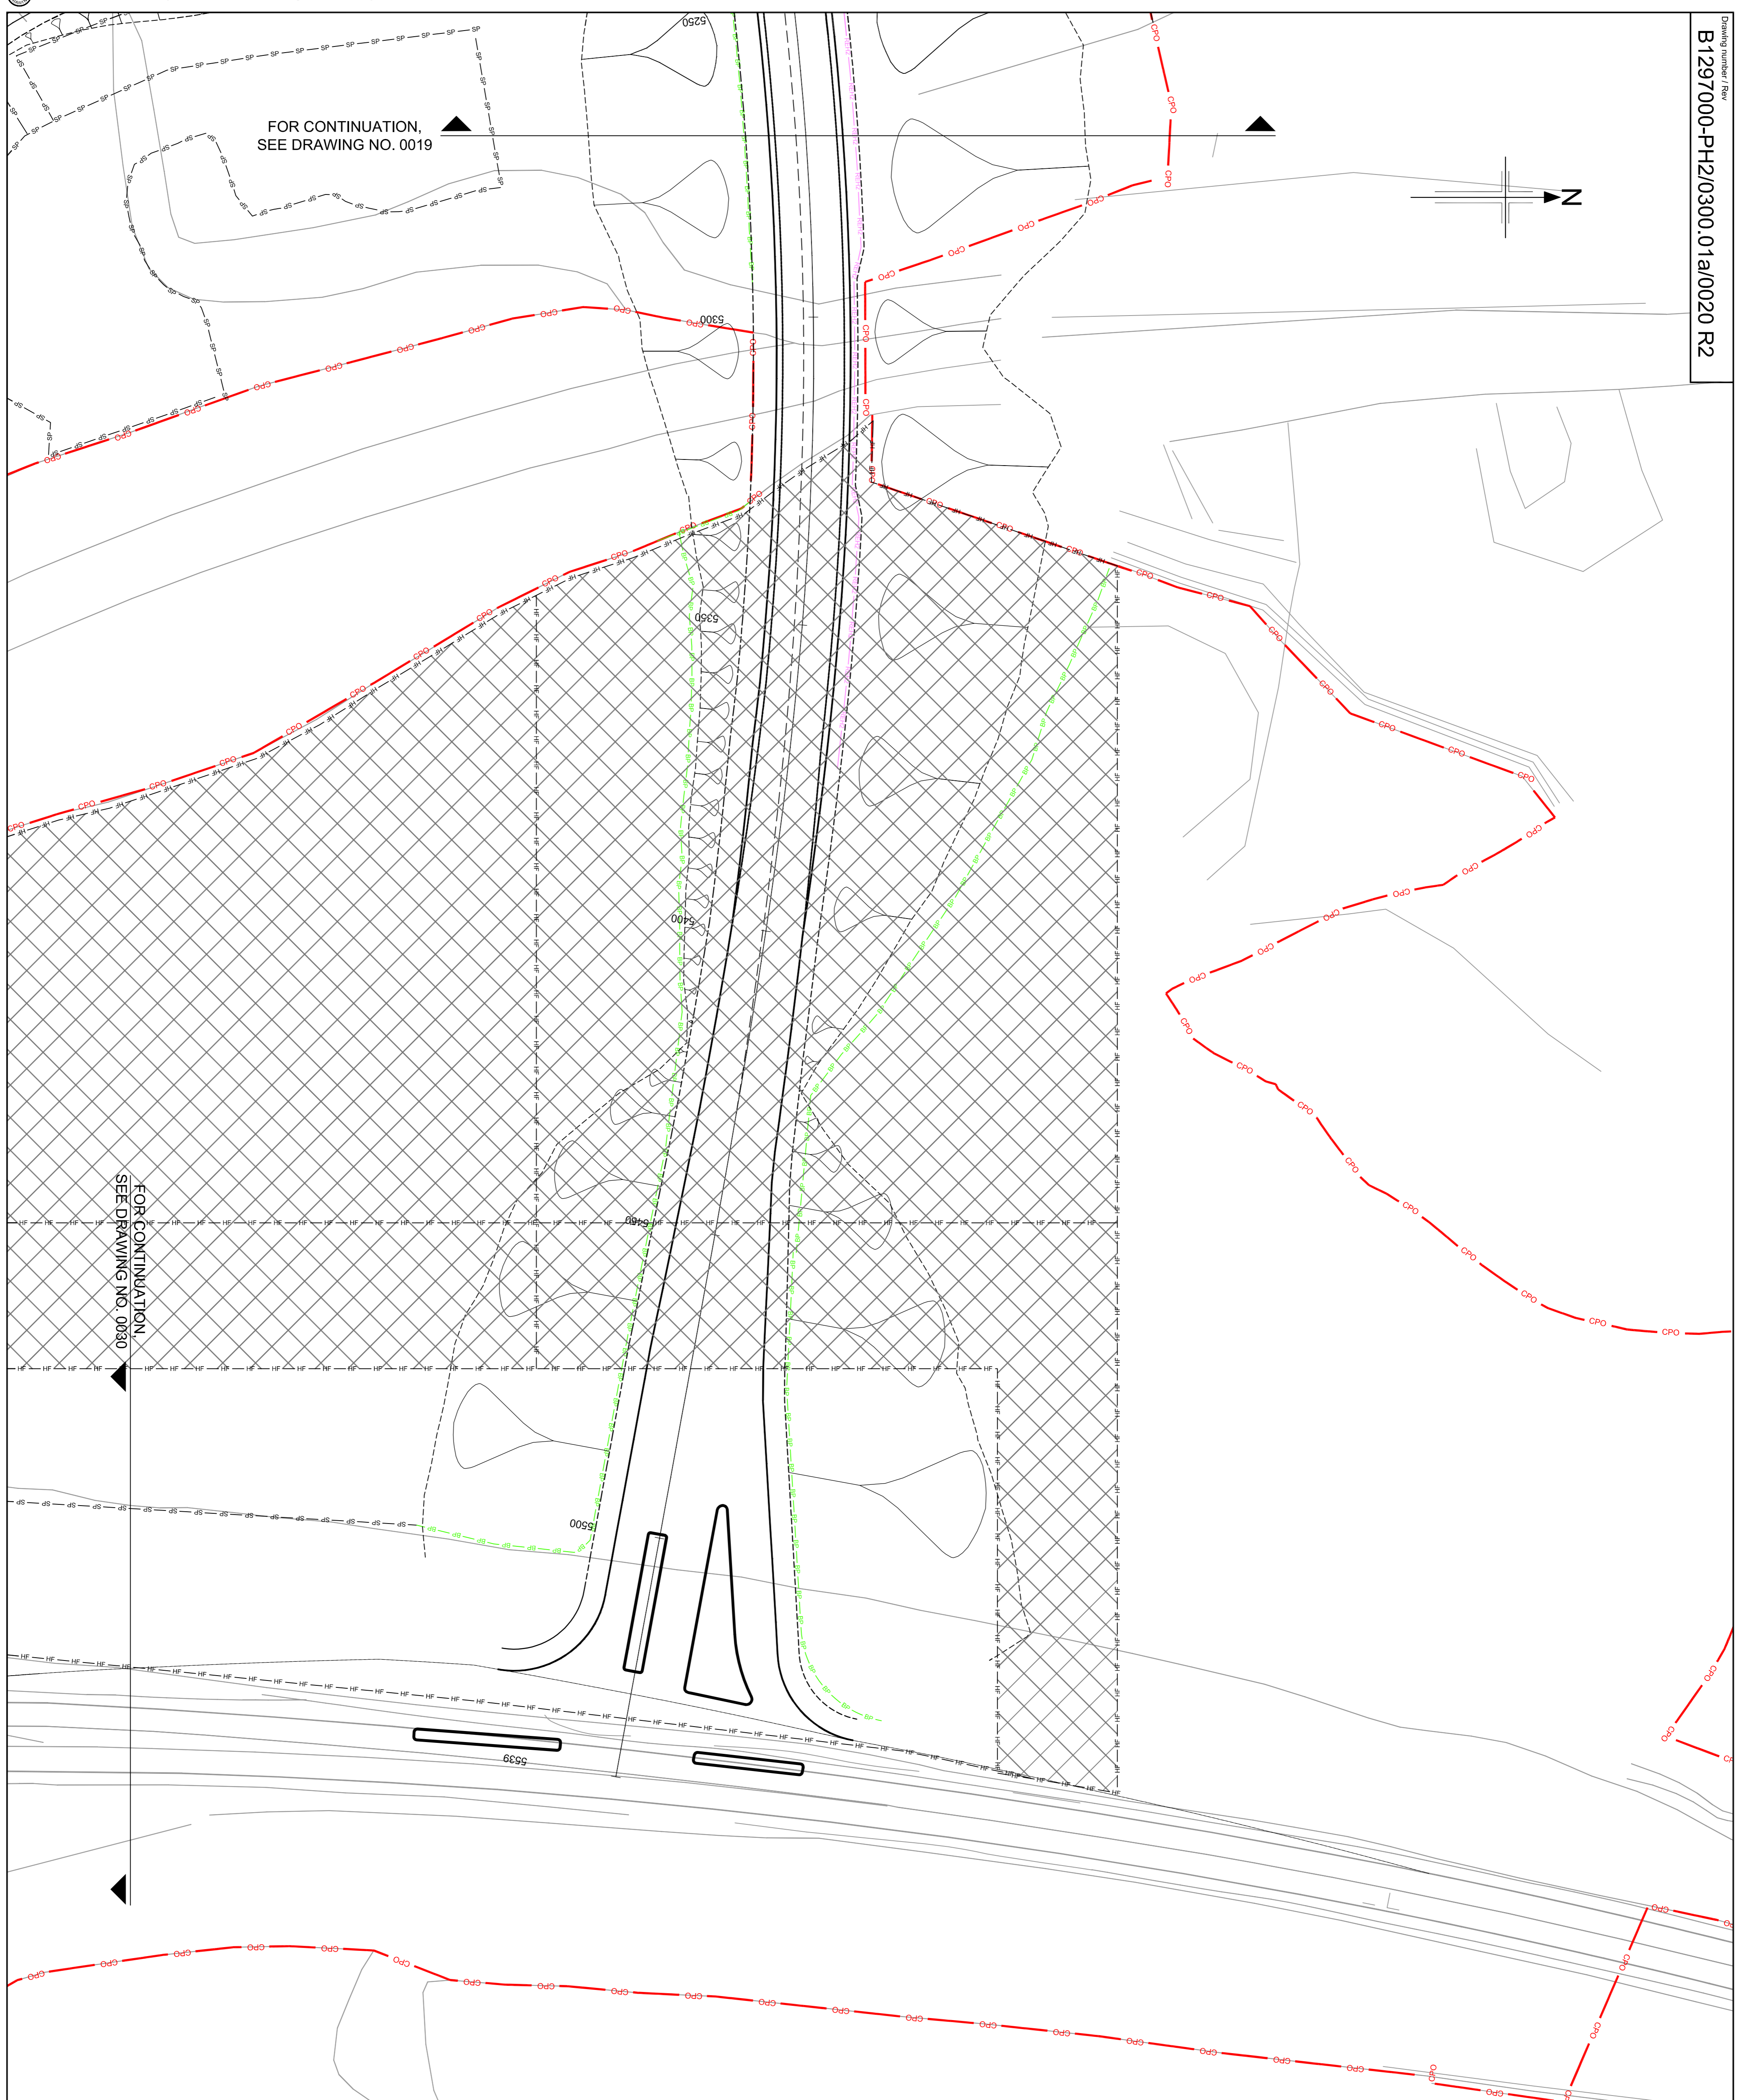 Drawing number / Rev
B1297000-PH2/0300.01a/0020 R2
FOR CONTINUATION,
SEE DRAWING NO. 0019
N
5250
5300
5350
5400
5450
5500
5539
FOR CONTINUATION,
SEE DRAWING NO. 0030
CPO
SP
HF
BP